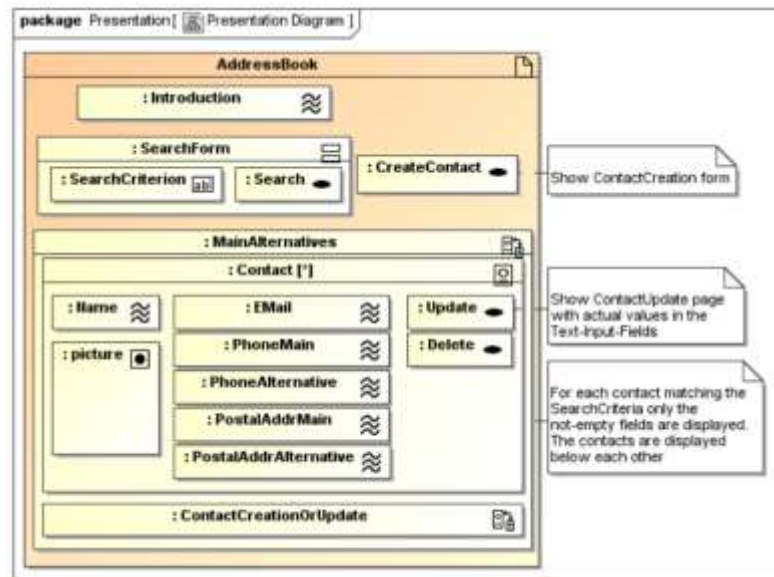 package Presentation [ Presentation Diagram ]
AddressBook
: Introduction
: SearchForm
: SearchCriterion
: Search
: CreateContact
Show ContactCreation form
: MainAlternatives
: Contact [*]
: Name
: EMail
: Update
: PhoneMain
: Delete
: picture
: PhoneAlternative
: PostalAddrMain
: PostalAddrAlternative
Show ContactUpdate page
with actual values in the
Text-Input-Fields
For each contact matching the
SearchCriteria only the
not-empty fields are displayed.
The contacts are displayed
below each other
: ContactCreationOrUpdate